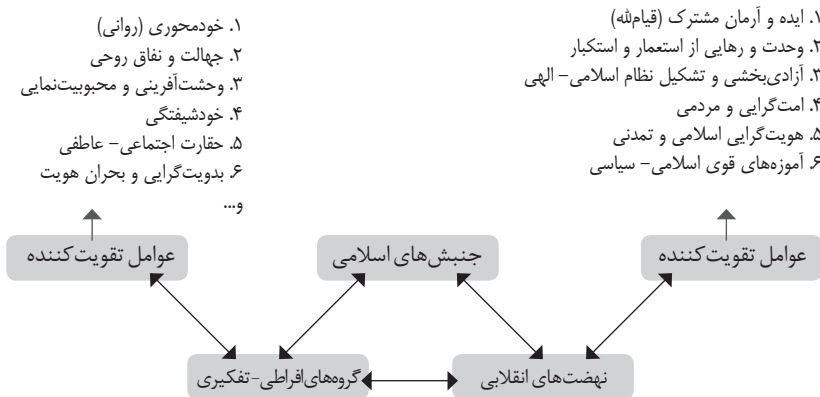 ۱. ایده و آرمان مشترک (قیام‌لله)
۲. وحدت و رهایی از استعمار و استکبار
۳. آزادی‌بخشی و تشکیل نظام اسلامی- الهی
۴. امت‌گرایی و مردمی
۵. هویت‌گرایی اسلامی و تمدنی
۶. آموزه‌های قوی اسلامی- سیاسی
۱. خودمحوری (روانی)
۲. جهالت و نفاق روحی
۳. وحشت‌آفرینی و محبوبیت‌نمایی
۴. خودشیفتگی
۵. حقارت اجتماعی- عاطفی
۶. بدویت‌گرایی و بحران هویت
و...
عوامل تقویت‌کننده
جنبش‌های اسلامی
عوامل تقویت‌کننده
نهضت‌های انقلابی
گروه‌های‌افراطی-تفکیری